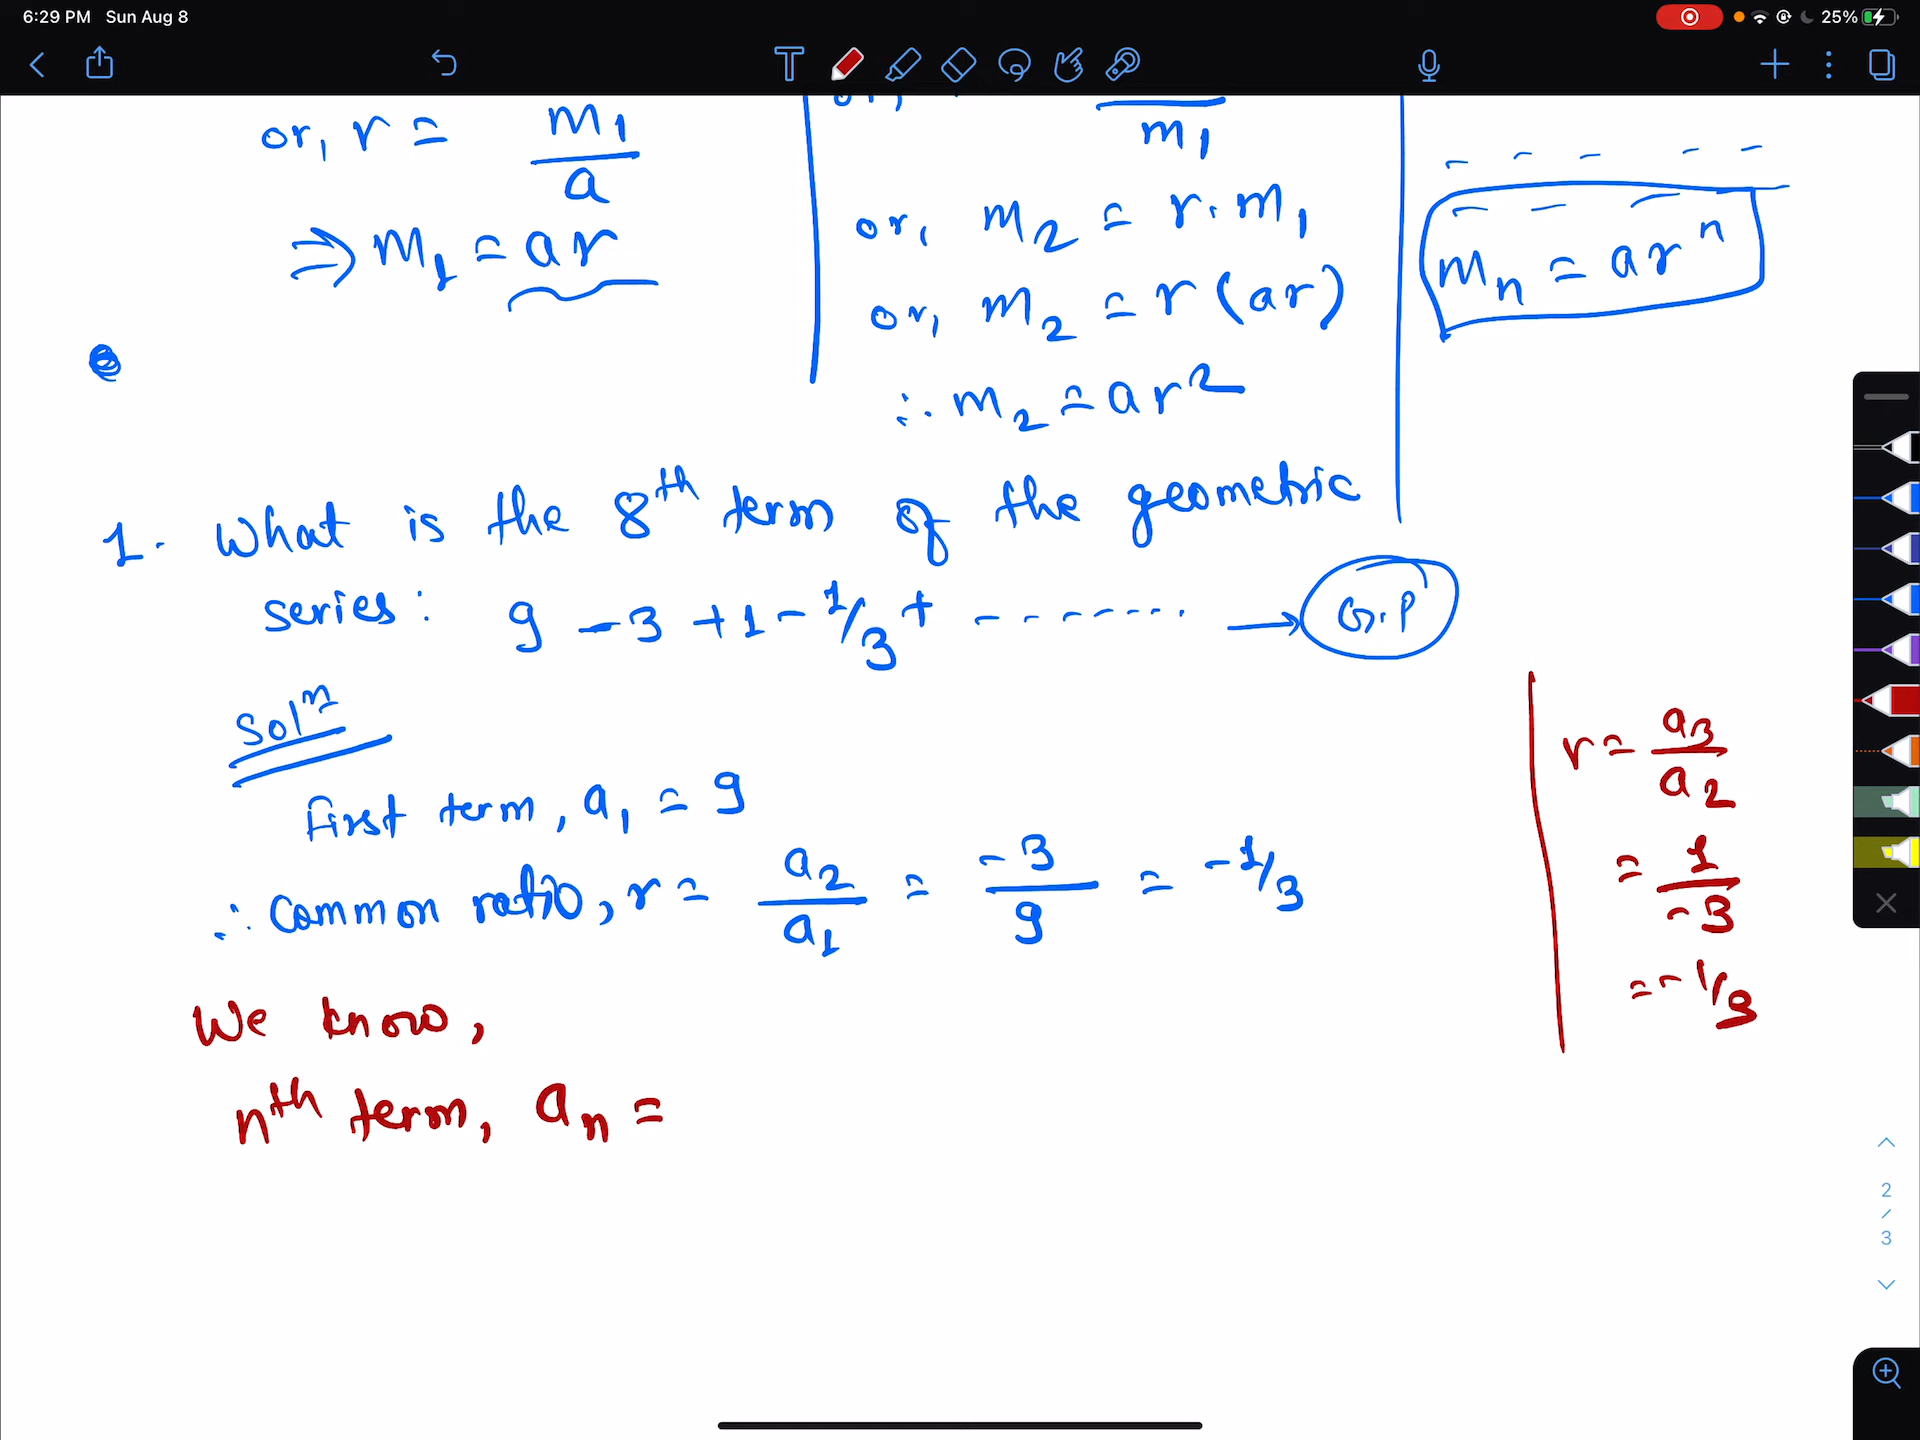 6:29 PM Sun Aug 8
25%
or, r = m₁/a
⇒ m₁ = ar
m₁
or, m₂ = r · m₁
or, m₂ = r (ar)
∴ m₂ = ar²
mₙ = arⁿ
1. What is the 8th term of the geometric
series: 9 - 3 + 1 - 1/3 + ------- → G.P
Solⁿ
First term, a₁ = 9
∴ common ratio, r = a₂/a₁ = -3/9 = -1/3
r = a₃/a₂
= 1/-3
= -1/3
We know,
nth term, aₙ =
2
/
3